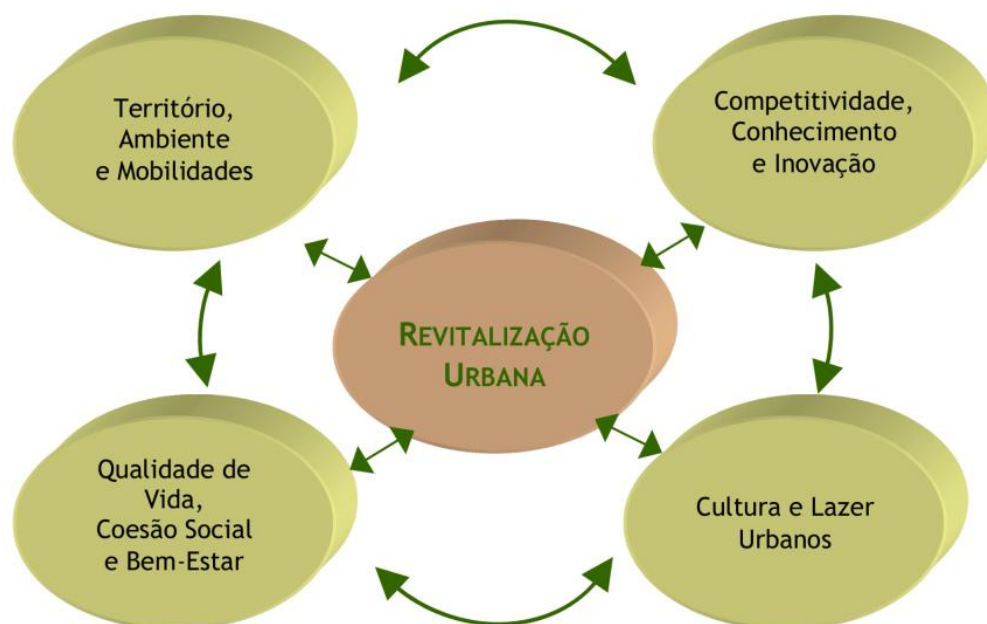 Território,
Ambiente
e Mobilidades
Competitividade,
Conhecimento
e Inovação
REVITALIZAÇÃO
URBANA
Qualidade de
Vida,
Coesão Social
e Bem-Estar
Cultura e Lazer
Urbanos